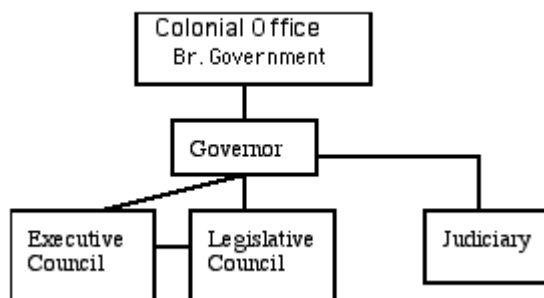 Colonial Office
Br. Government
Governor
Executive
Council
Legislative
Council
Judiciary